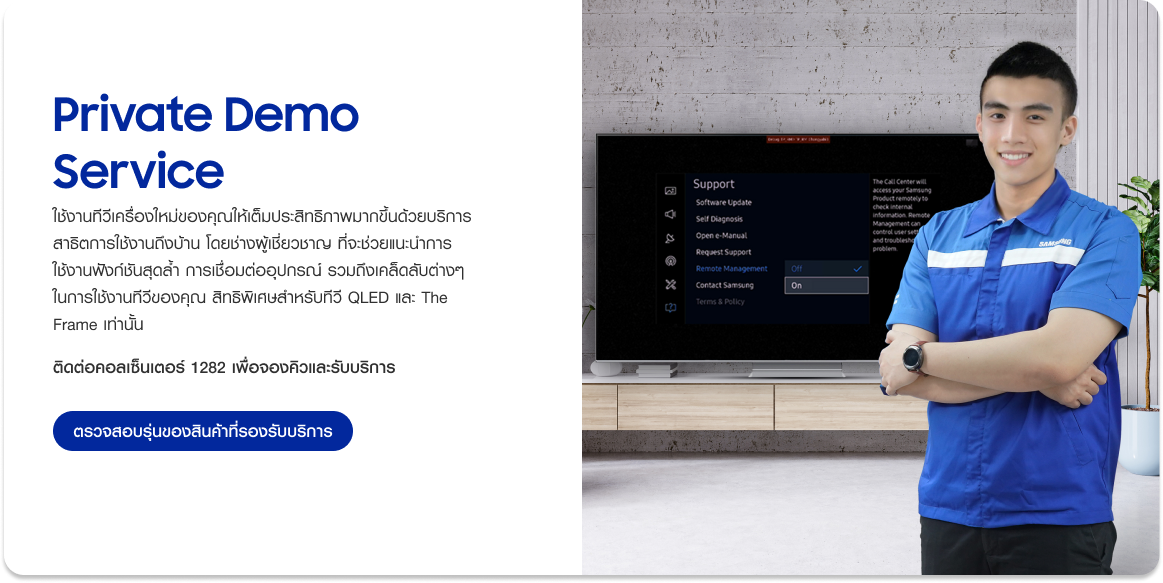 Private Demo
Service
ใช้งานทีวีเครื่องใหม่ของคุณให้เต็มประสิทธิภาพมากขึ้นด้วยบริการ
สาธิตการใช้งานถึงบ้าน โดยช่างผู้เชี่ยวชาญ ที่จะช่วยแนะนำการ
ใช้งานฟังก์ชันสุดล้ำ การเชื่อมต่ออุปกรณ์ รวมถึงเคล็ดลับต่างๆ
ในการใช้งานทีวีของคุณ สิทธิพิเศษสำหรับทีวี QLED และ The
Frame เท่านั้น
ติดต่อคอลเซ็นเตอร์ 1282 เพื่อจองคิวและรับบริการ
ตรวจสอบรุ่นของสินค้าที่รองรับบริการ
Support
Software Update
Self Diagnosis
Open e-Manual
Request Support
Remote Management
Contact Samsung
Terms & Policy
Off
On
The Call Center will
access your Samsung
Product remotely to
check internal
information. Remote
Management can
control user
and
problem.
SAMSUNG